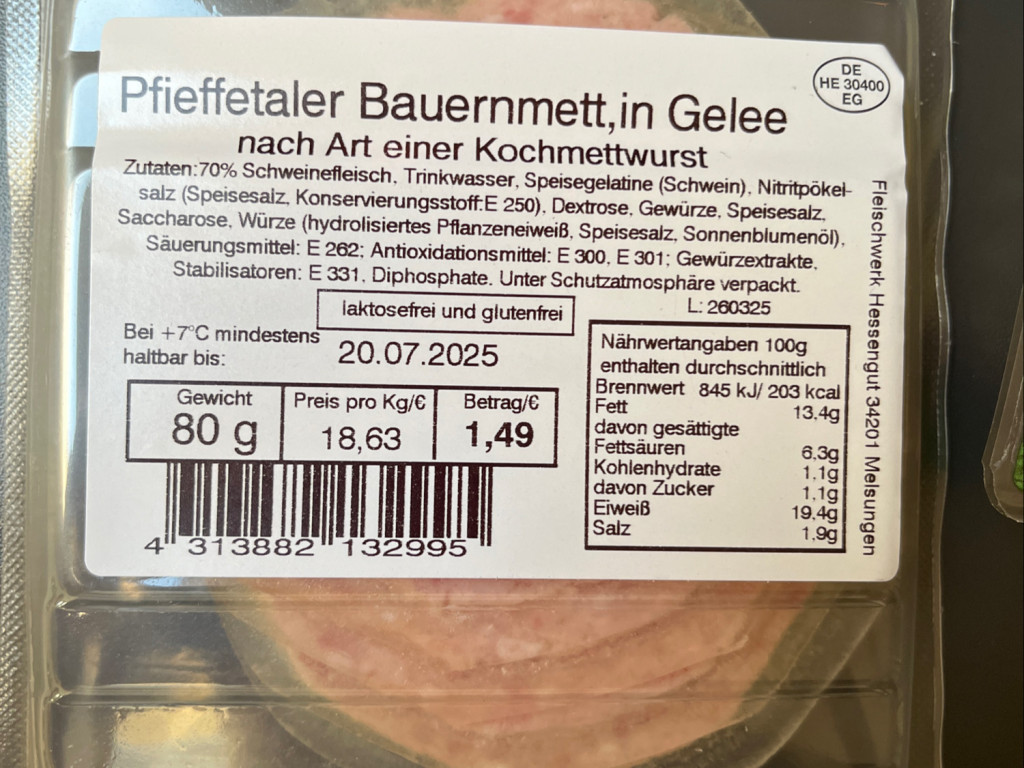 DE
HE 30400
EG
Pfieffetaler Bauernmett,in Gelee
nach Art einer Kochmettwurst
Zutaten:70% Schweinefleisch, Trinkwasser, Speisegelatine (Schwein), Nitritpökel-
salz (Speisesalz, Konservierungsstoff:E 250), Dextrose, Gewürze, Speisesalz,
Saccharose, Würze (hydrolisiertes Pflanzeneiweiß, Speisesalz, Sonnenblumenöl),
Säuerungsmittel: E 262; Antioxidationsmittel: E 300, E 301; Gewürzextrakte,
Stabilisatoren: E 331, Diphosphate. Unter Schutzatmosphäre verpackt.
L: 260325
laktosefrei und glutenfrei
Bei +7°C mindestens
haltbar bis:
20.07.2025
Gewicht
80 g
Preis pro Kg/€
18,63
Betrag/€
1,49
4 313882 132995
Nährwertangaben 100g
enthalten durchschnittlich
Brennwert 845 kJ/ 203 kcal
Fett 13,4g
davon gesättigte
Fettsäuren 6,3g
Kohlenhydrate 1,1g
davon Zucker 1,1g
Eiweiß 19,4g
Salz 1,9g
Fleischwerk Hessengut 34201 Melsungen